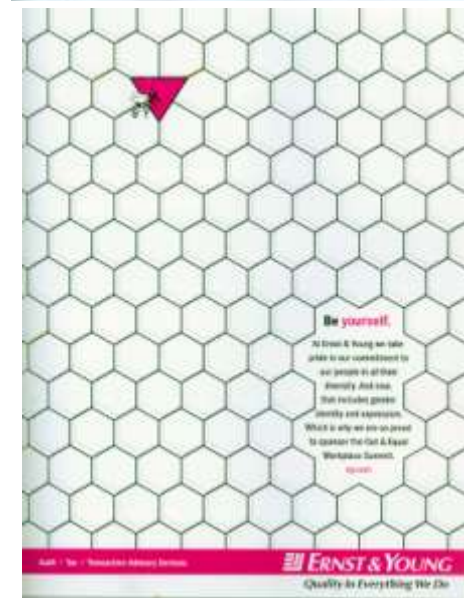 Be yourself.
At Ernst & Young we take
pride in our commitment to
our people in all their
diversity. And now
that includes gender
identity and expression.
Which is why we are so proud
to sponsor the Out & Equal
Workplace Summit.
ey.com
Audit • Tax • Transaction Advisory Services
ERNST & YOUNG
Quality In Everything We Do